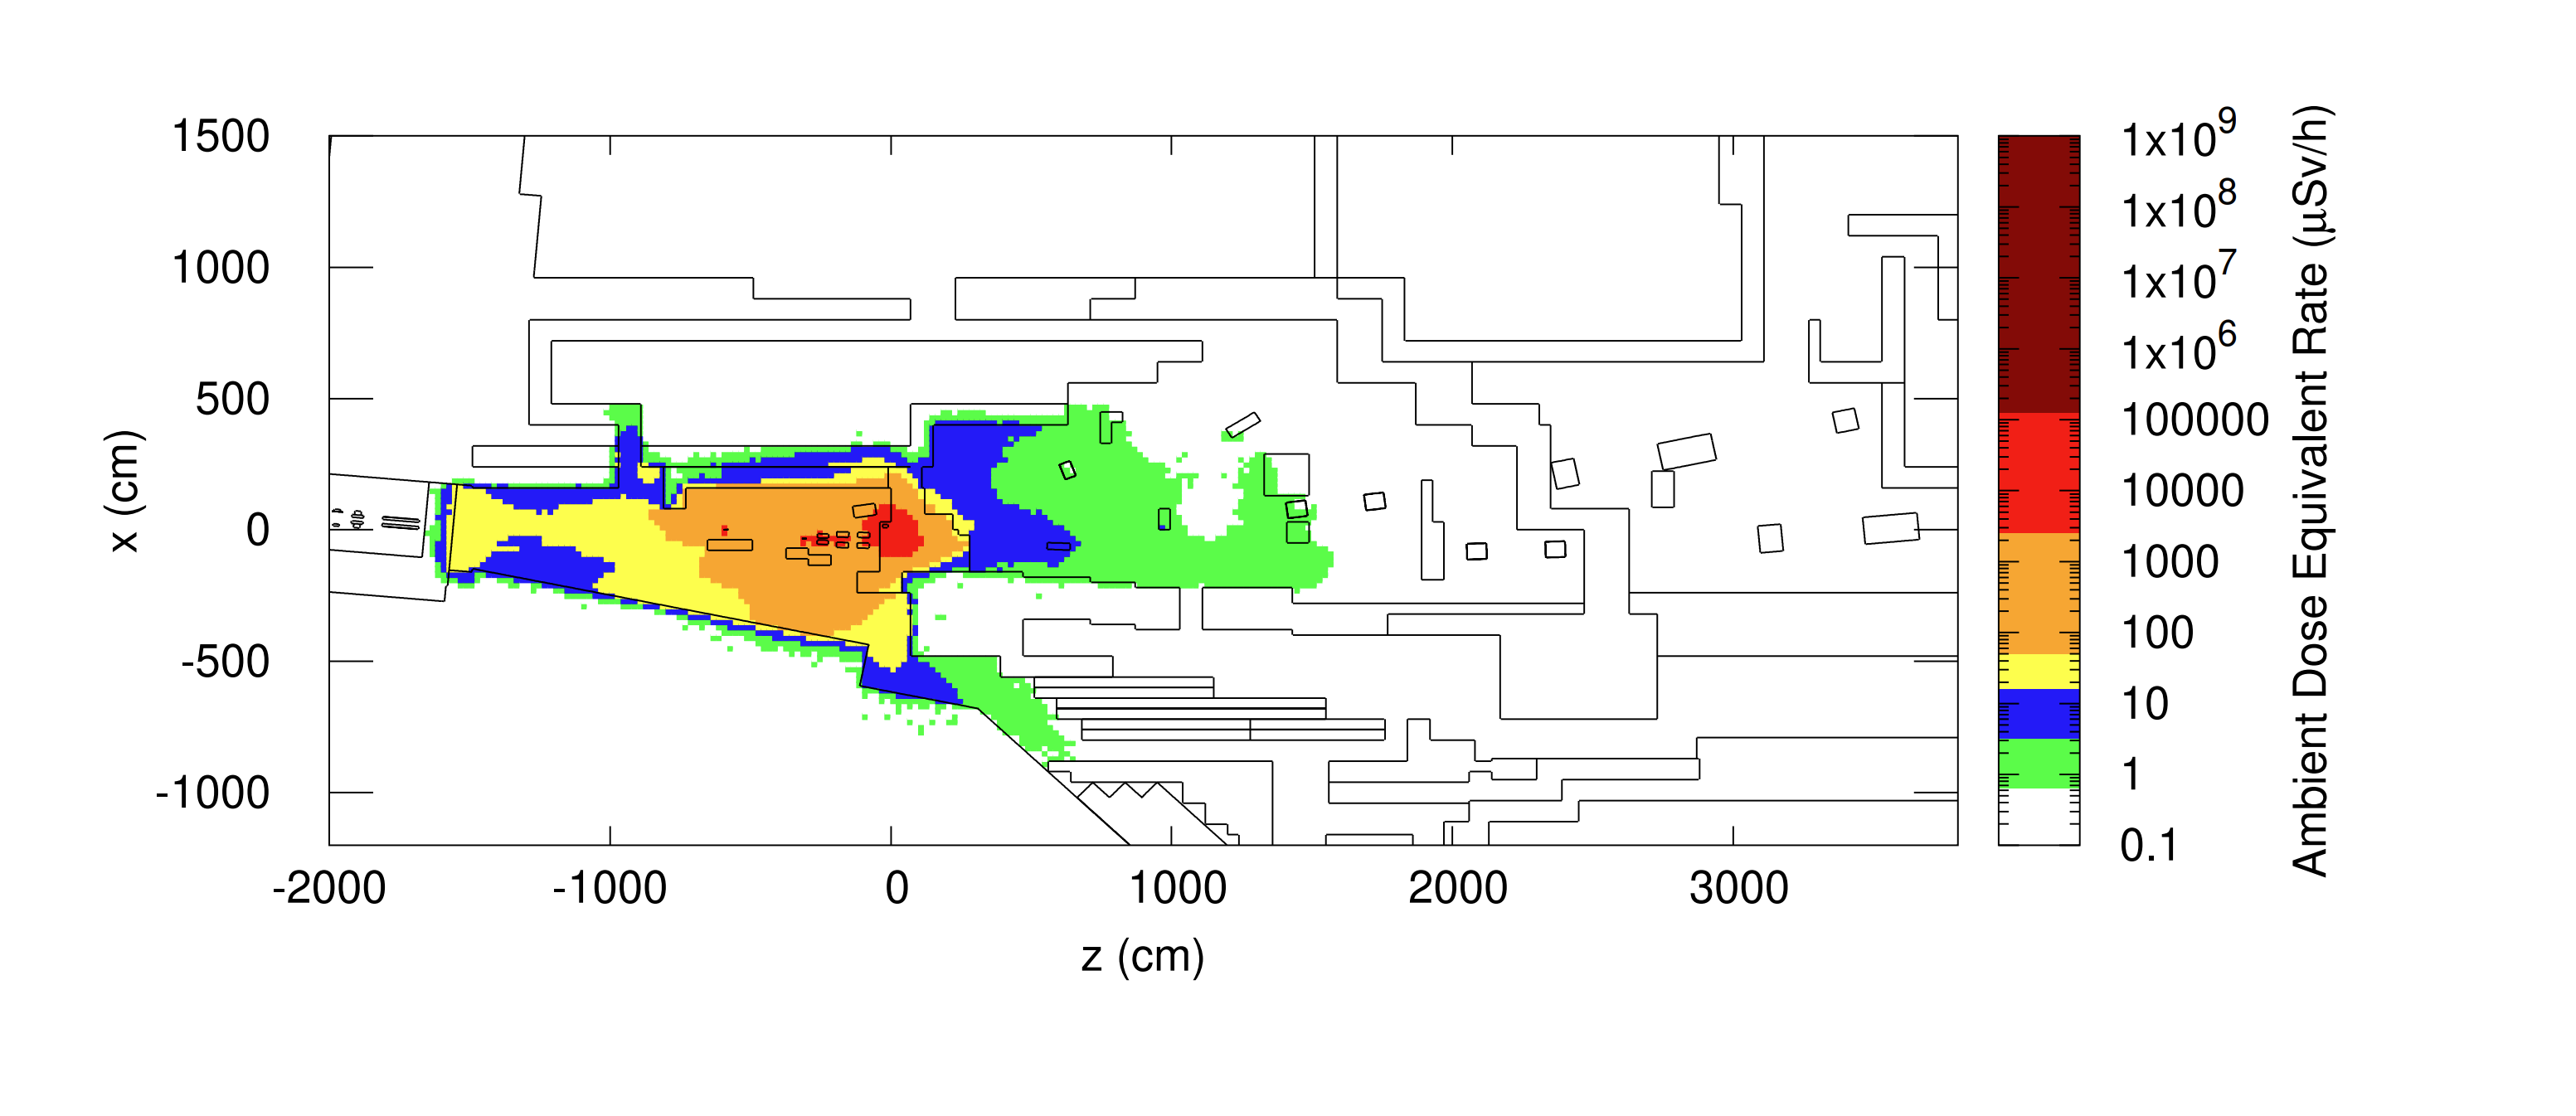 1500
1000
500
0
-500
-1000
x (cm)
-2000 -1000 0 1000 2000 3000
z (cm)
1x10^9
1x10^8
1x10^7
1x10^6
100000
10000
1000
100
10
1
0.1
Ambient Dose Equivalent Rate (μSv/h)